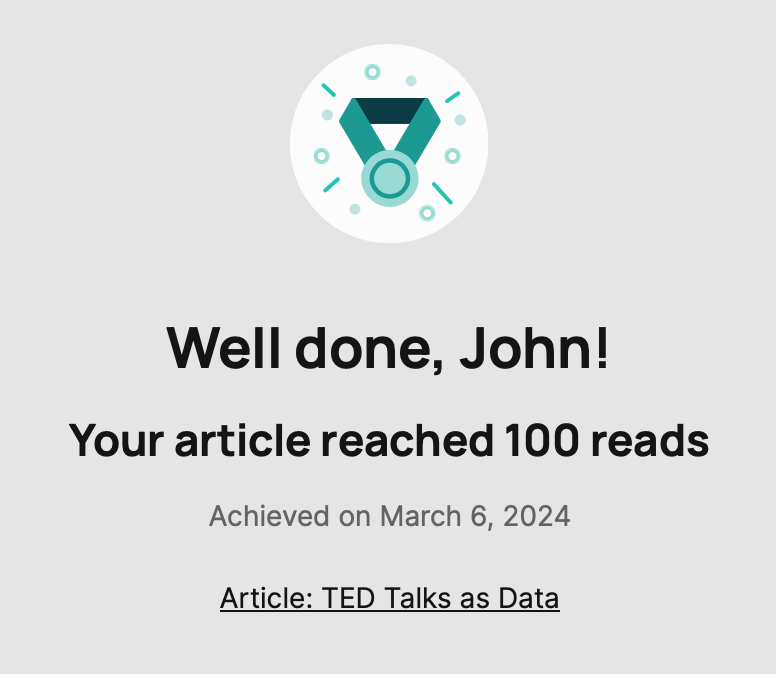 Well done, John!
Your article reached 100 reads
Achieved on March 6, 2024
Article: TED Talks as Data